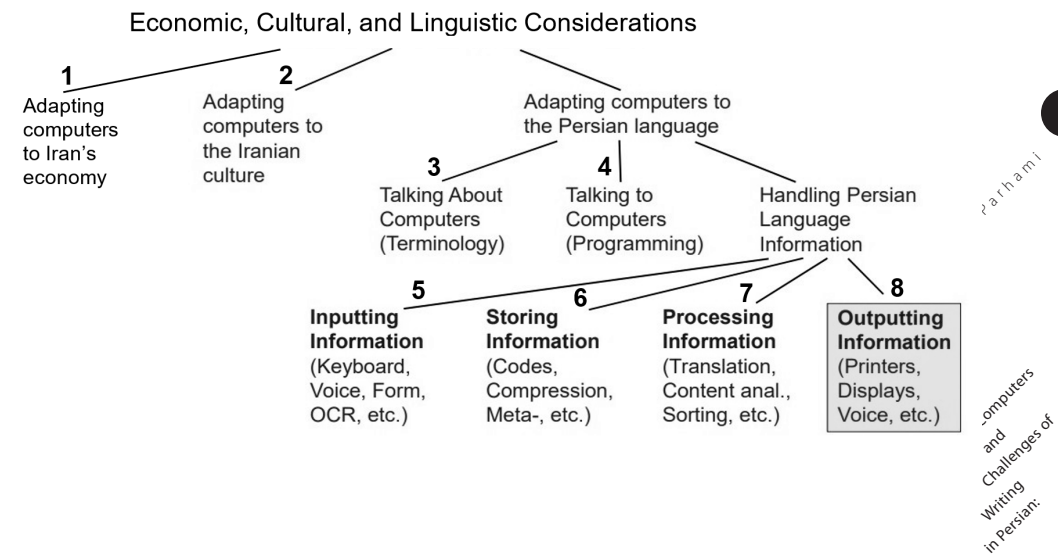 Economic, Cultural, and Linguistic Considerations
1
Adapting
computers
to Iran's
economy
2
Adapting
computers to
the Iranian
culture
Adapting computers to
the Persian language
3
Talking About
Computers
(Terminology)
4
Talking to
Computers
(Programming)
Handling Persian
Language
Information
5
Inputting
Information
(Keyboard,
Voice, Form,
OCR, etc.)
6
Storing
Information
(Codes,
Compression,
Meta-, etc.)
7
Processing
Information
(Translation,
Content anal.,
Sorting, etc.)
8
Outputting
Information
(Printers,
Displays,
Voice, etc.)
Parhami
omputers
and
Challenges of
Writing
in Persian: